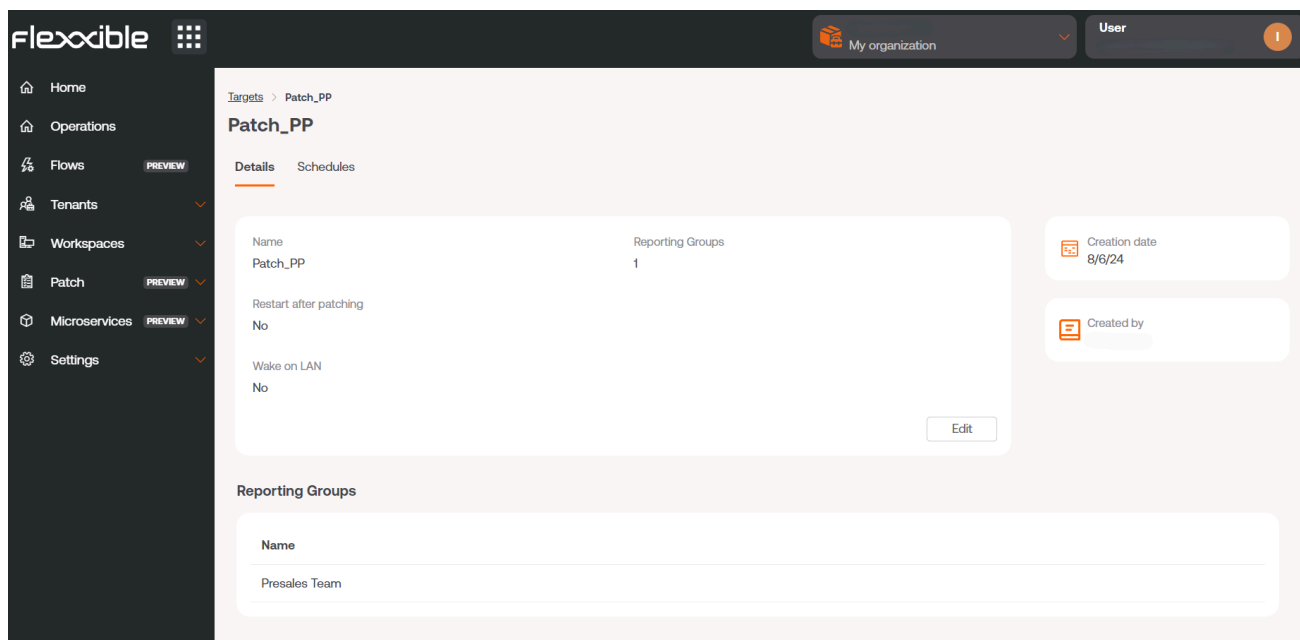 Flexxible
My organization
User
I
Home
Operations
Flows PREVIEW
Tenants
Workspaces
Patch PREVIEW
Microservices PREVIEW
Settings
Targets > Patch_PP
Patch_PP
Details Schedules
Name Reporting Groups
Patch_PP 1
Restart after patching
No
Wake on LAN
No
Edit
Creation date
8/6/24
Created by
Reporting Groups
Name
Presales Team